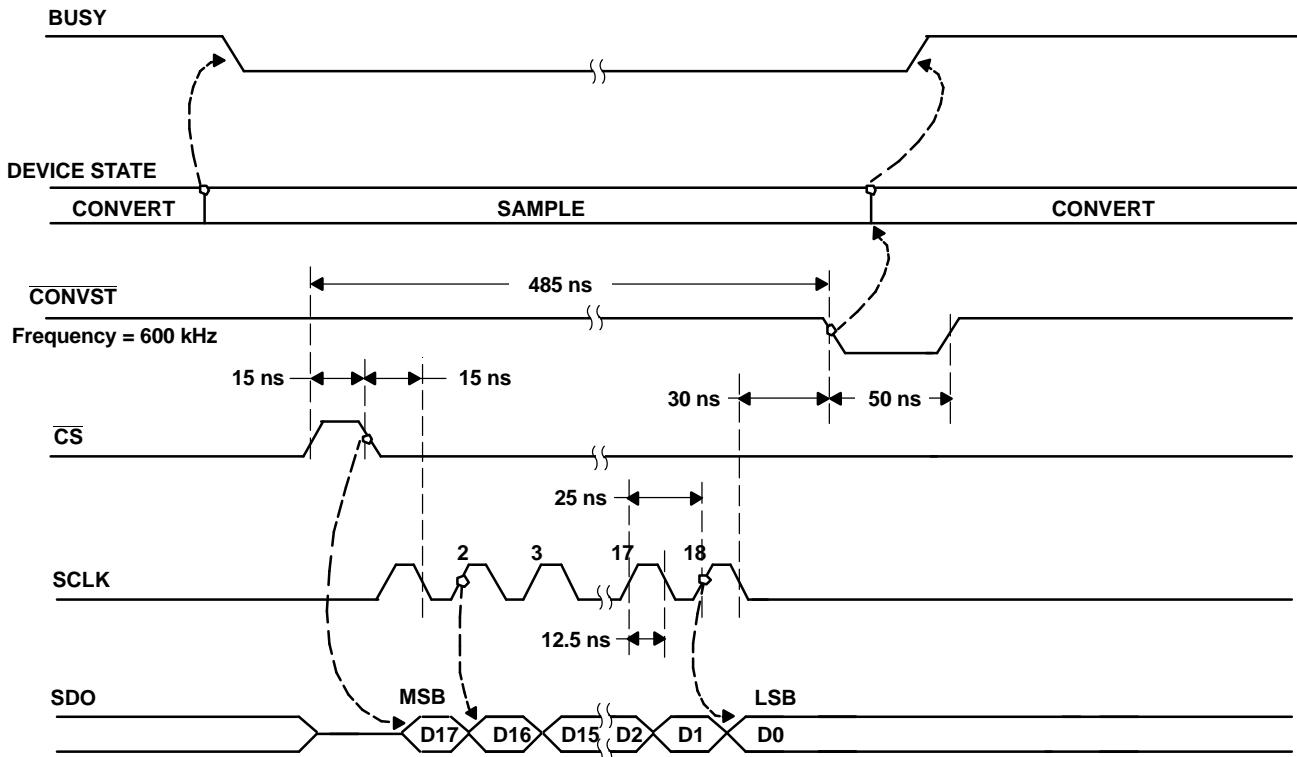 BUSY
DEVICE STATE
CONVERT SAMPLE CONVERT
485 ns
CONVST
Frequency = 600 kHz
15 ns 15 ns 30 ns 50 ns
CS
25 ns
2 3 17 18
SCLK
12.5 ns
SDO MSB LSB
D17 D16 D15 D2 D1 D0